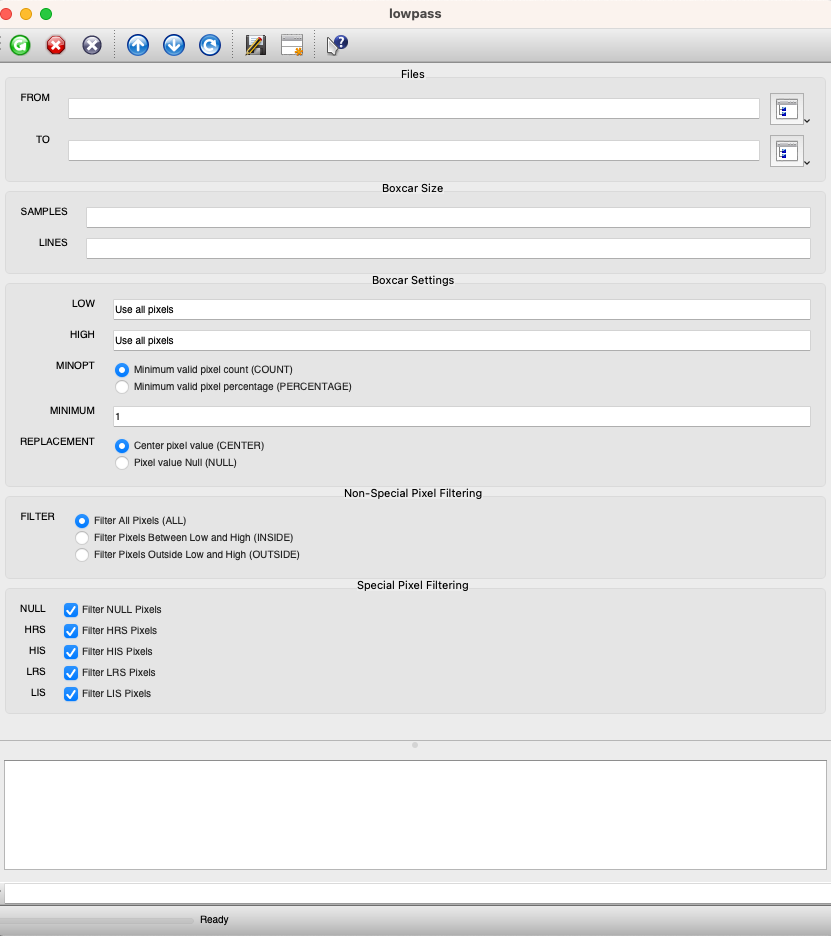 lowpass
Files
FROM
TO
Boxcar Size
SAMPLES
LINES
Boxcar Settings
LOW Use all pixels
HIGH Use all pixels
MINOPT Minimum valid pixel count (COUNT)
Minimum valid pixel percentage (PERCENTAGE)
MINIMUM 1
REPLACEMENT Center pixel value (CENTER)
Pixel value Null (NULL)
Non-Special Pixel Filtering
FILTER Filter All Pixels (ALL)
Filter Pixels Between Low and High (INSIDE)
Filter Pixels Outside Low and High (OUTSIDE)
Special Pixel Filtering
NULL Filter NULL Pixels
HRS Filter HRS Pixels
HIS Filter HIS Pixels
LRS Filter LRS Pixels
LIS Filter LIS Pixels
Ready